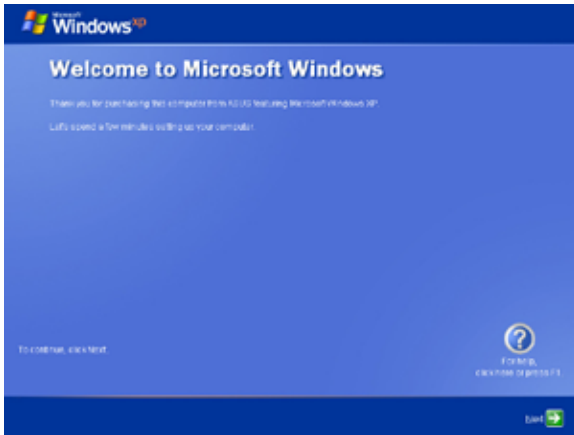 Microsoft
Windows xp
Welcome to Microsoft Windows
Thank you for purchasing this computer from ASUS featuring Microsoft Windows XP.
Let's spend a few minutes setting up your computer.
To continue, click Next.
For help,
click here or press F1.
Next